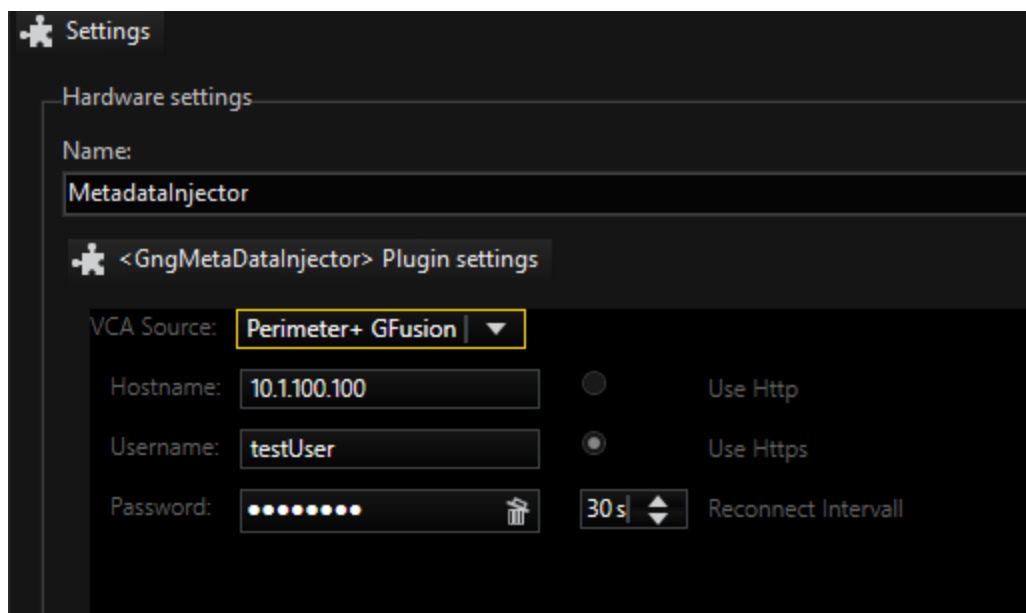 Settings
Hardware settings
Name:
MetadataInjector
<GngMetaDataInjector> Plugin settings
VCA Source: Perimeter+ GFusion
Hostname: 10.1.100.100 Use Http
Username: testUser Use Https
Password: ●●●●●●●● 30 s Reconnect Intervall